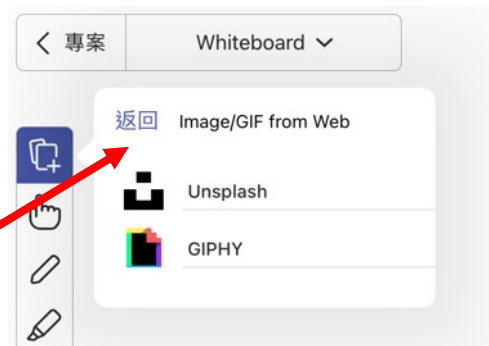 專案 Whiteboard
返回 Image/GIF from Web
Unsplash
GIPHY